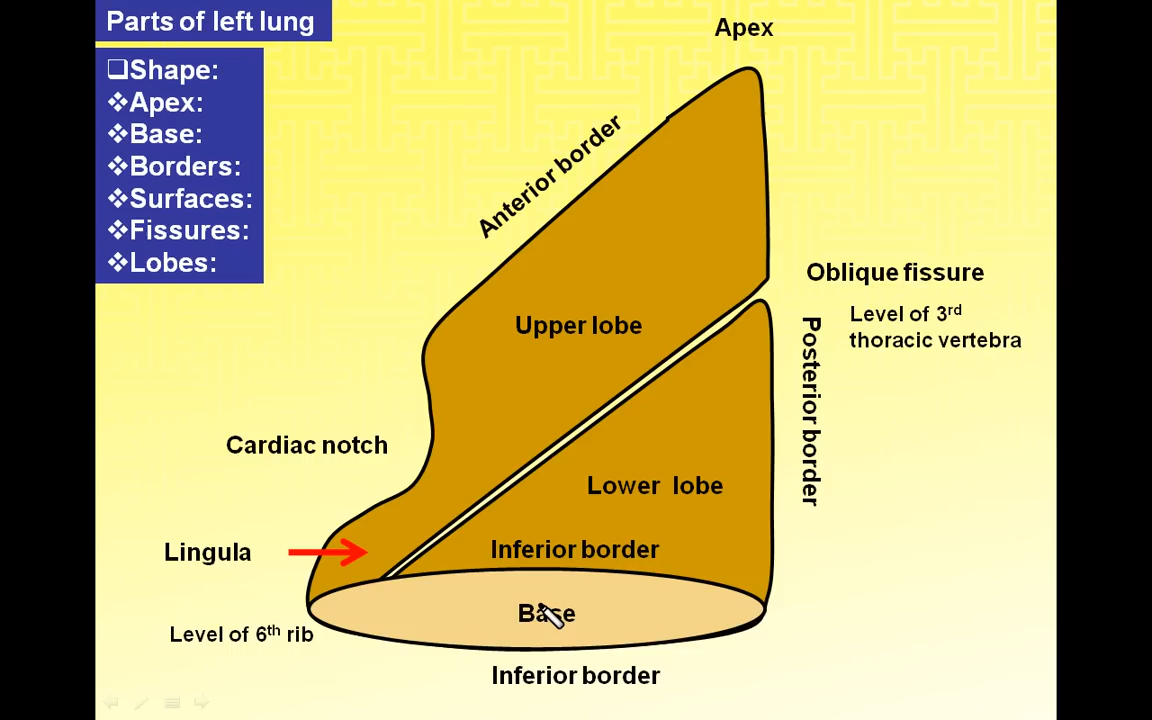 Parts of left lung
❑Shape:
❖Apex:
❖Base:
❖Borders:
❖Surfaces:
❖Fissures:
❖Lobes:
Apex
Anterior border
Oblique fissure
Level of 3rd
thoracic vertebra
Upper lobe
Posterior border
Cardiac notch
Lower lobe
Lingula
Inferior border
Base
Level of 6th rib
Inferior border